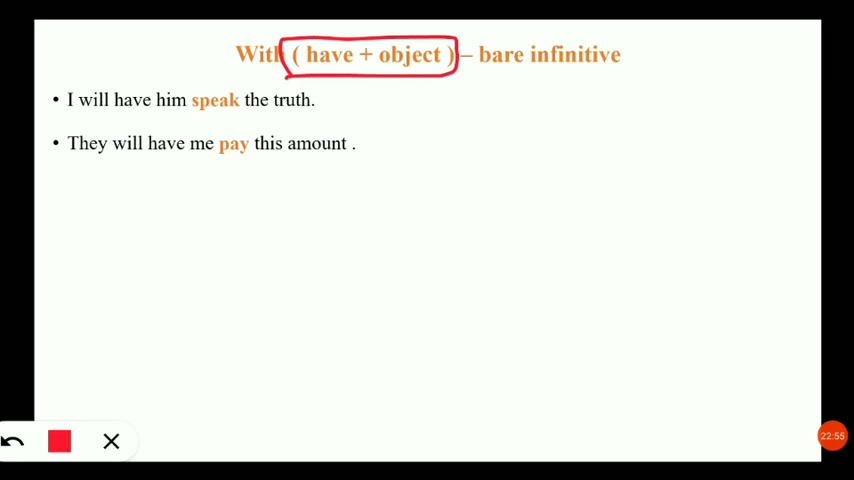 With ( have + object ) – bare infinitive
• I will have him speak the truth.
• They will have me pay this amount .
22:55